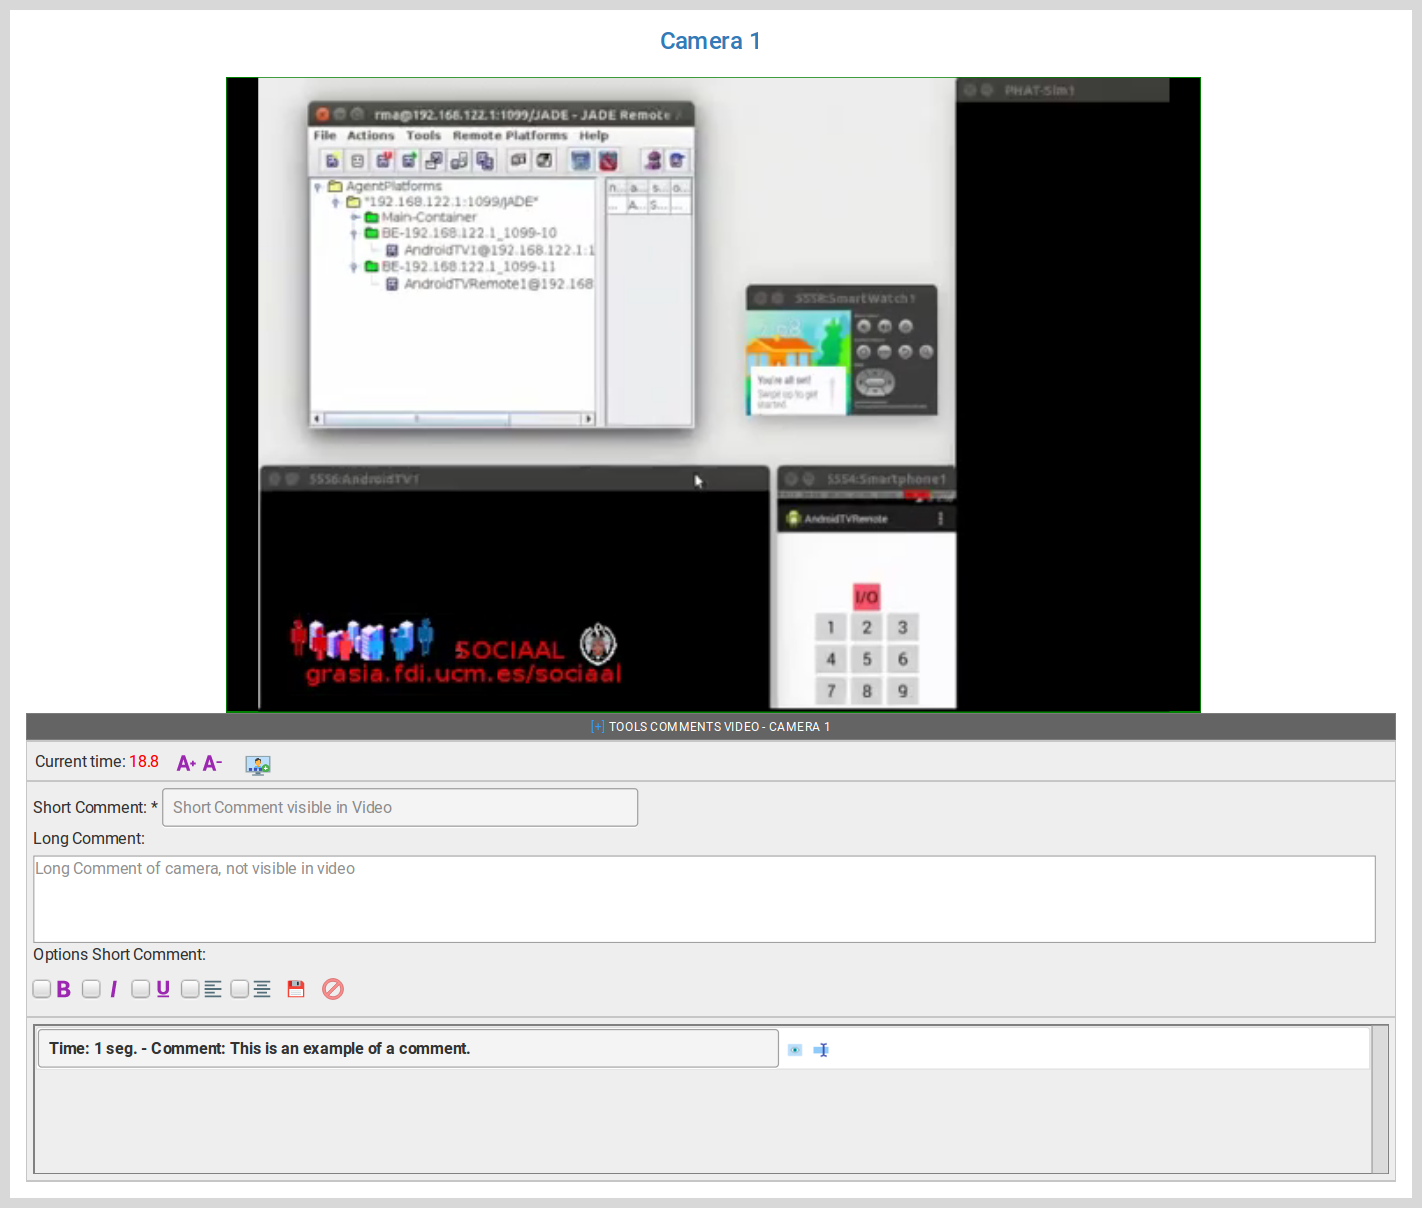 Camera 1
PHAT-Sim1
rma@192.168.122.1:1099/JADE - JADE Remote
File Actions Tools Remote Platforms Help
AgentPlatforms
n... a... s... o...
"192.168.122.1:1099/JADE"
... A... S... ...
Main-Container
BE-192.168.122.1_1099-10
AndroidTV1@192.168.122.1:1
BE-192.168.122.1_1099-11
AndroidTVRemote1@192.168
5558:SmartWatch1
You're all set!
Swipe up to get
started.
5556:AndroidTV1
5554:Smartphone1
AndroidTVRemote
I/O
1 2 3
4 5 6
7 8 9
SOCIAAL
grasia.fdi.ucm.es/sociaal
[+] TOOLS COMMENTS VIDEO - CAMERA 1
Current time: 18.8 A+ A-
Short Comment: * Short Comment visible in Video
Long Comment:
Long Comment of camera, not visible in video
Options Short Comment:
B I U
Time: 1 seg. - Comment: This is an example of a comment.